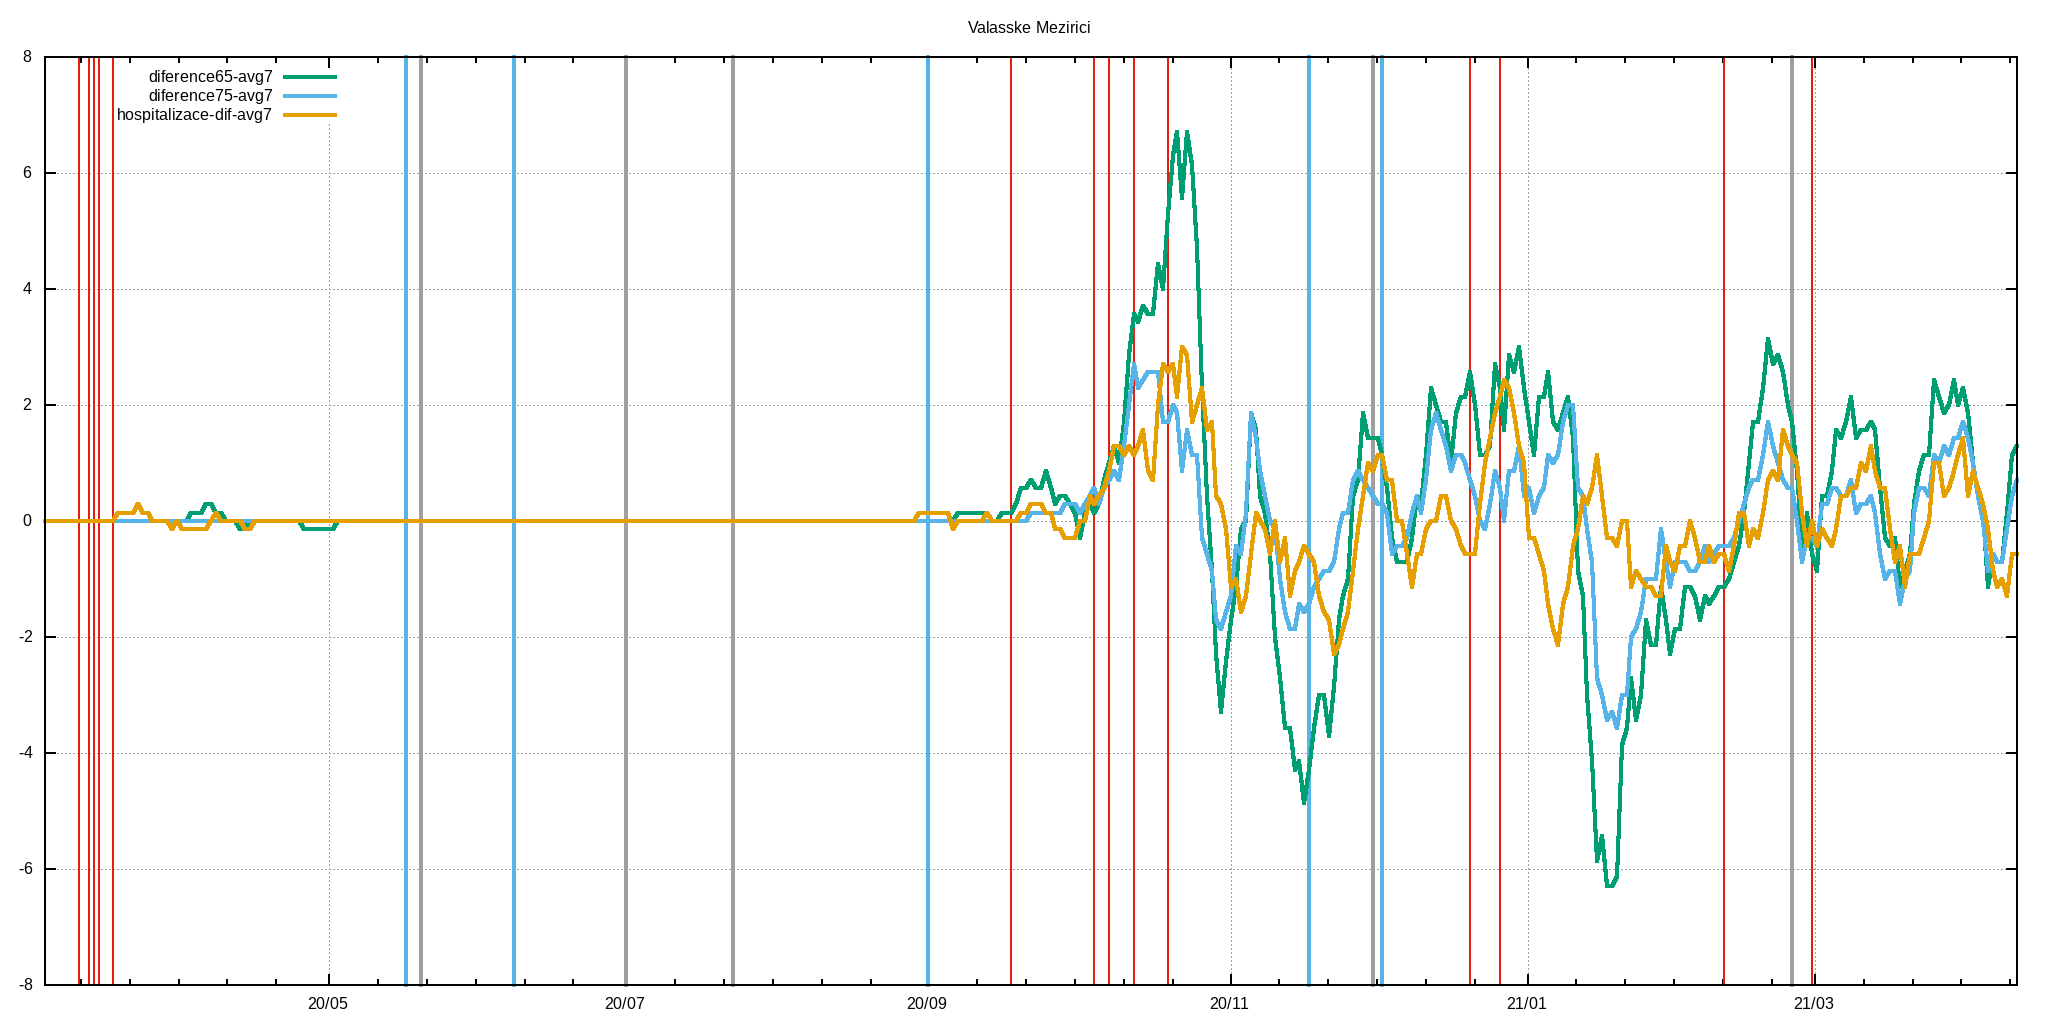 Valasske Mezirici
8
diference65-avg7
diference75-avg7
hospitalizace-dif-avg7
6
4
2
0
-2
-4
-6
-8
20/05 20/07 20/09 20/11 21/01 21/03